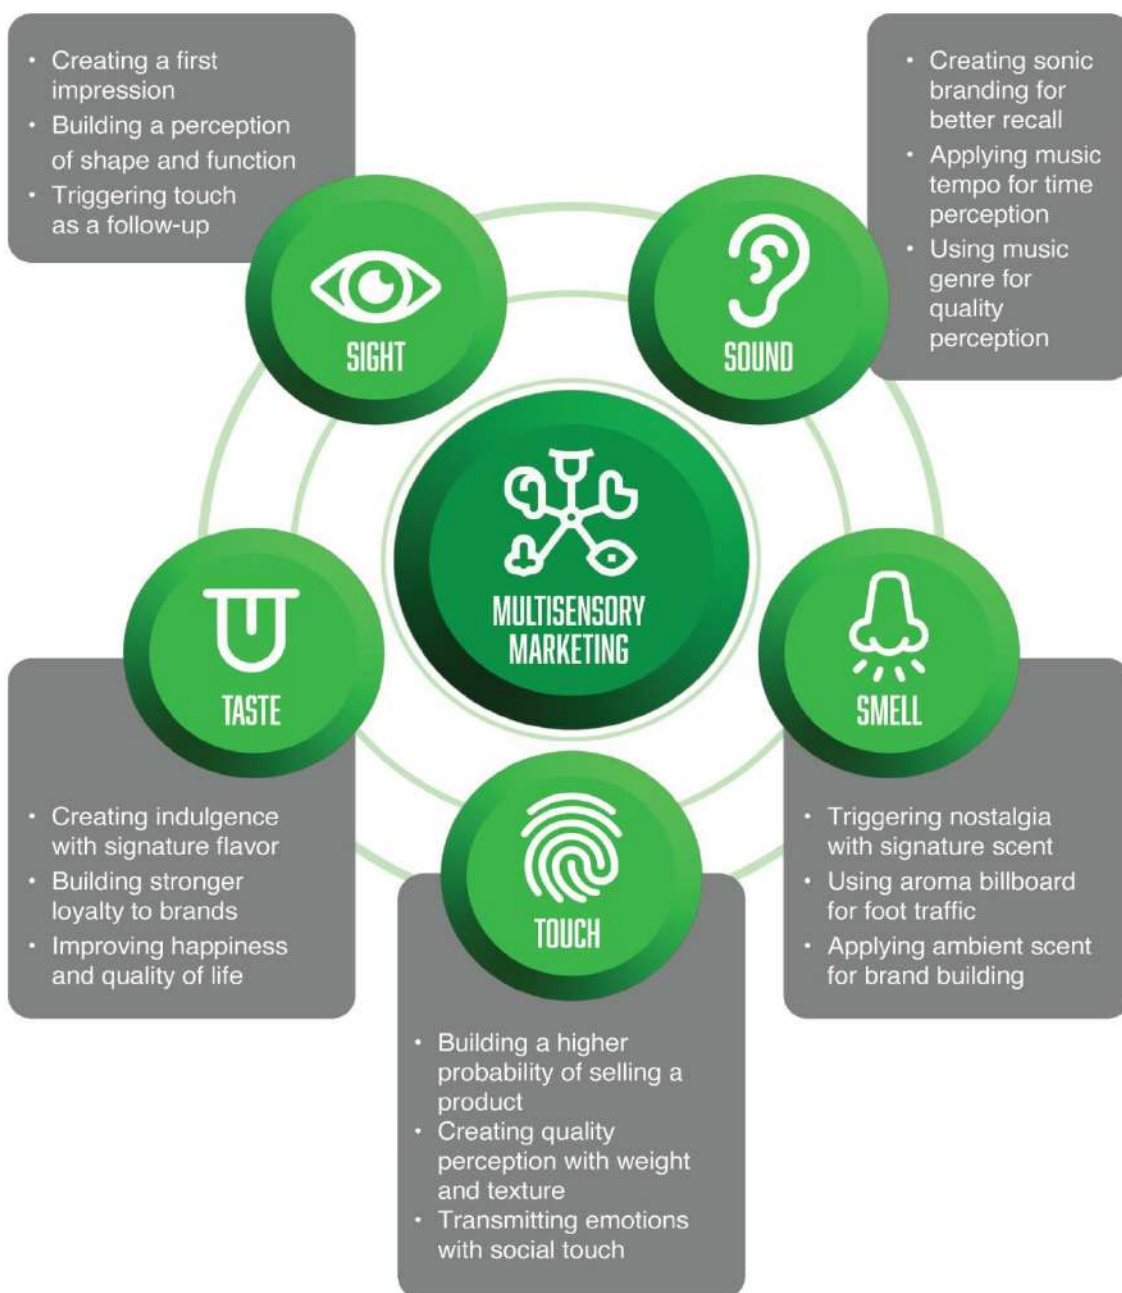 • Creating a first
impression
• Building a perception
of shape and function
• Triggering touch
as a follow-up
SIGHT
• Creating sonic
branding for
better recall
• Applying music
tempo for time
perception
• Using music
genre for
quality
perception
SOUND
MULTISENSORY
MARKETING
TASTE
• Creating indulgence
with signature flavor
• Building stronger
loyalty to brands
• Improving happiness
and quality of life
SMELL
• Triggering nostalgia
with signature scent
• Using aroma billboard
for foot traffic
• Applying ambient scent
for brand building
TOUCH
• Building a higher
probability of selling a
product
• Creating quality
perception with weight
and texture
• Transmitting emotions
with social touch